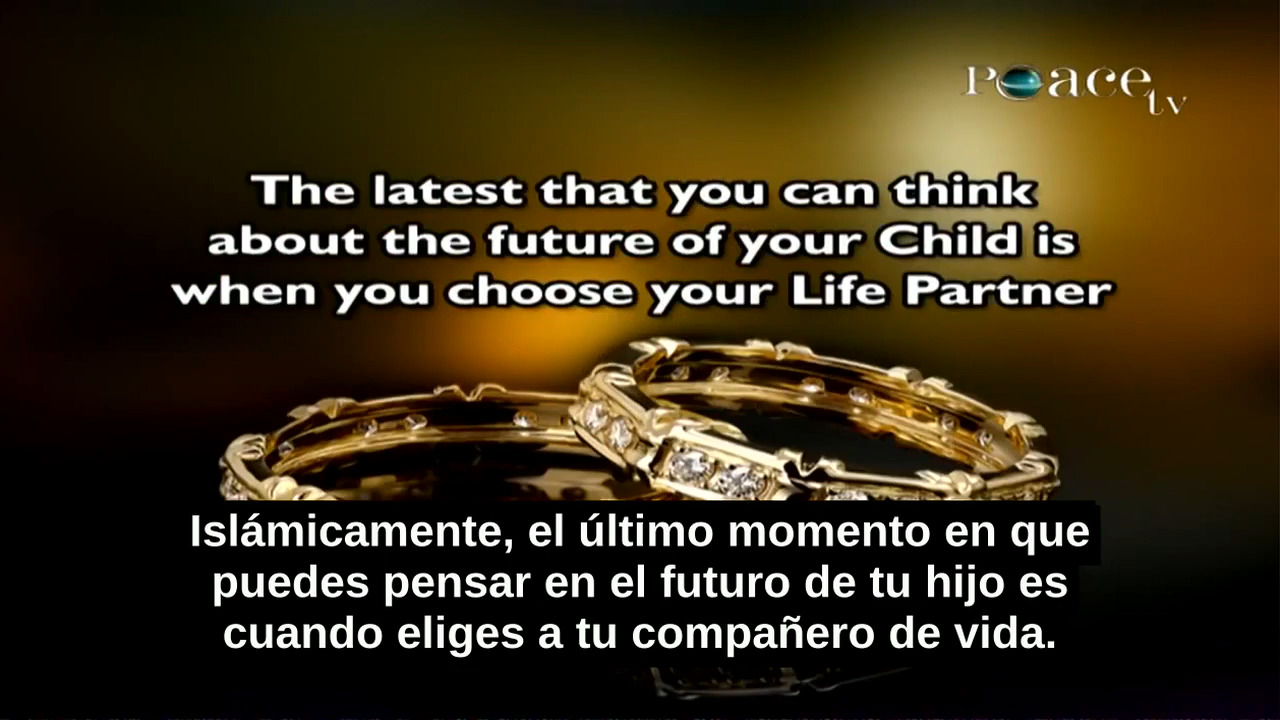 Peace tv
The latest that you can think
about the future of your Child is
when you choose your Life Partner
Islámicamente, el último momento en que
puedes pensar en el futuro de tu hijo es
cuando eliges a tu compañero de vida.